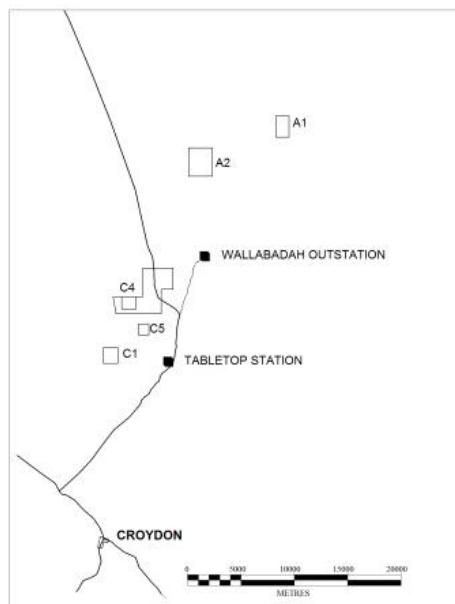 A1
A2
WALLABADAH OUTSTATION
C4
C5
C1
TABLETOP STATION
CROYDON
0 5000 10000 15000 20000
METRES